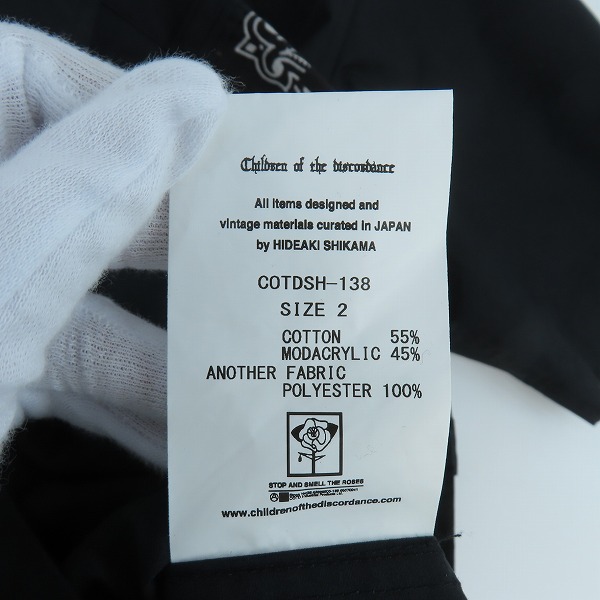 Children of the discordance
All items designed and
vintage materials curated in JAPAN
by HIDEAKI SHIKAMA
COTDSH-138
SIZE 2
COTTON 55%
MODACRYLIC 45%
ANOTHER FABRIC
POLYESTER 100%
STOP AND SMELL THE ROSES
www.childrenofthediscordance.com